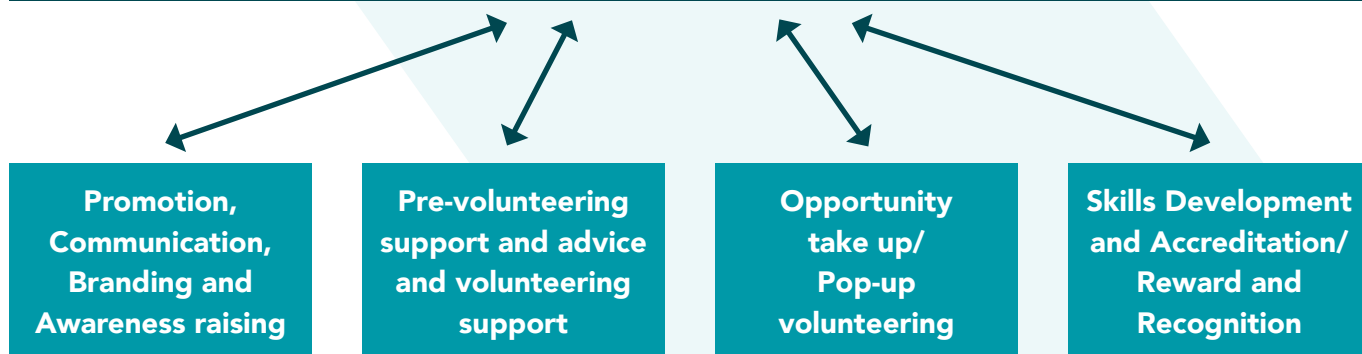 Promotion,
Communication,
Branding and
Awareness raising
Pre-volunteering
support and advice
and volunteering
support
Opportunity
take up/
Pop-up
volunteering
Skills Development
and Accreditation/
Reward and
Recognition